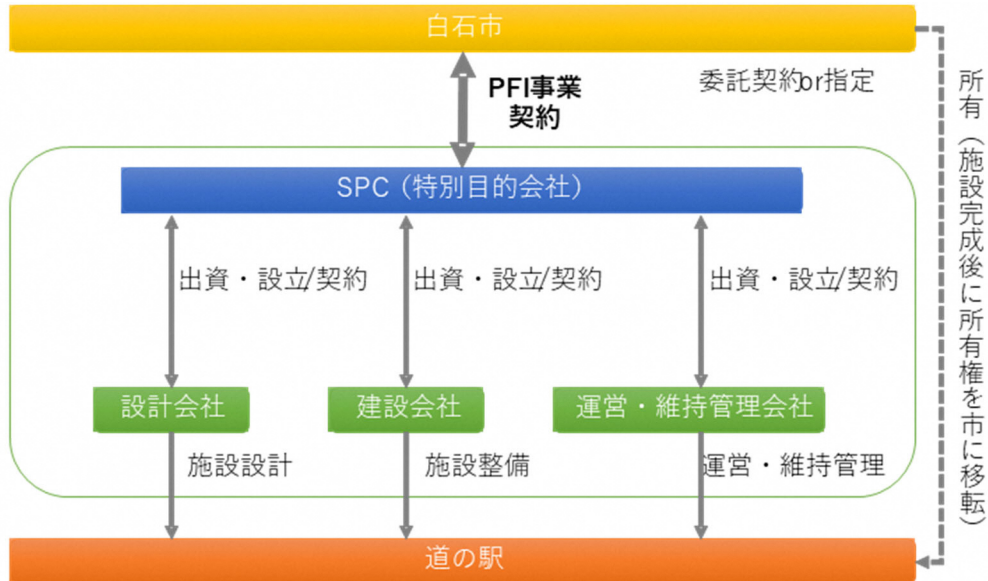 白石市
PFI事業
契約
委託契約or指定
SPC（特別目的会社）
出資・設立/契約
出資・設立/契約
出資・設立/契約
設計会社
建設会社
運営・維持管理会社
施設設計
施設整備
運営・維持管理
道の駅
所有（施設完成後に所有権を市に移転）